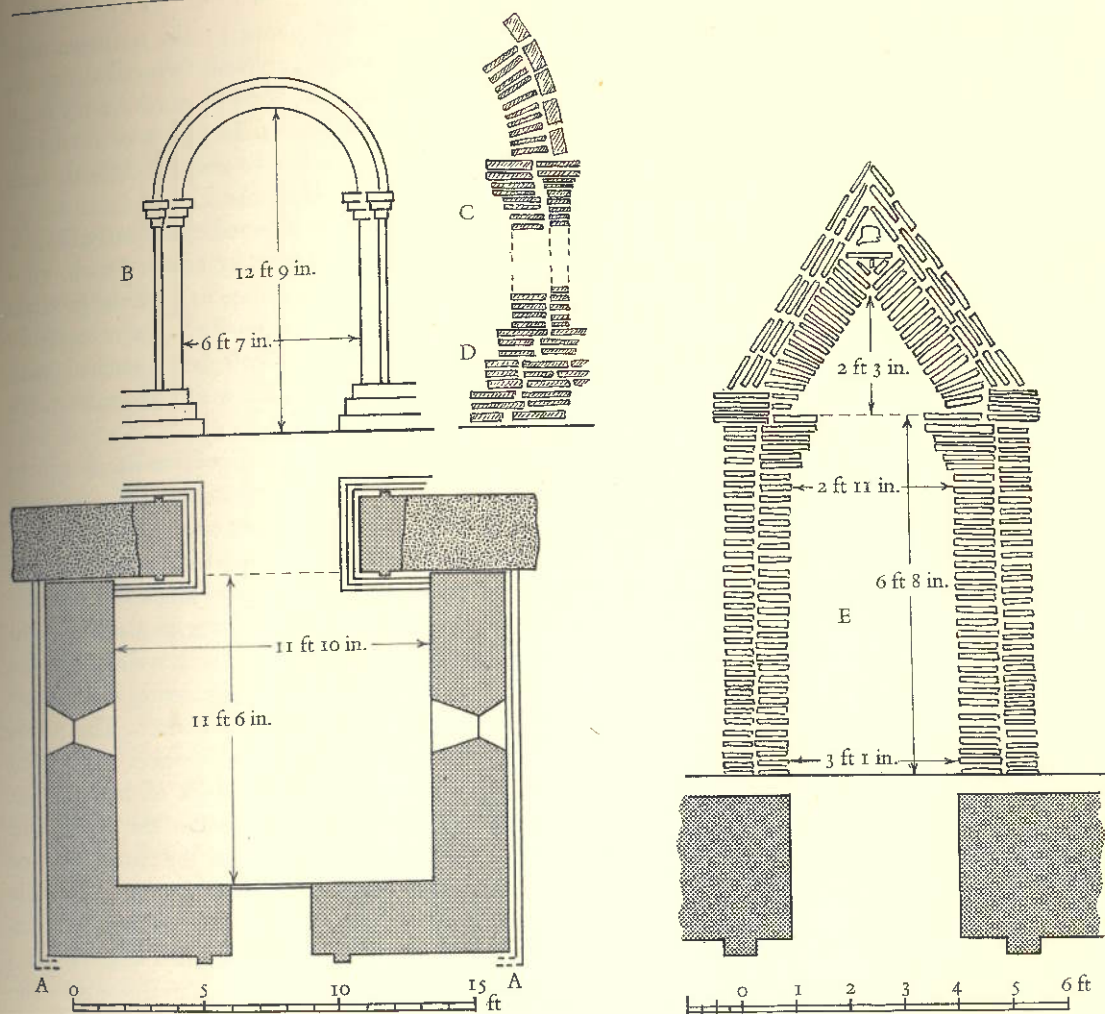 B
12 ft 9 in.
6 ft 7 in.
C
D
2 ft 3 in.
2 ft 11 in.
6 ft 8 in.
E
3 ft 1 in.
11 ft 10 in.
11 ft 6 in.
A
A
0 5 10 15
ft
0 1 2 3 4 5 6 ft